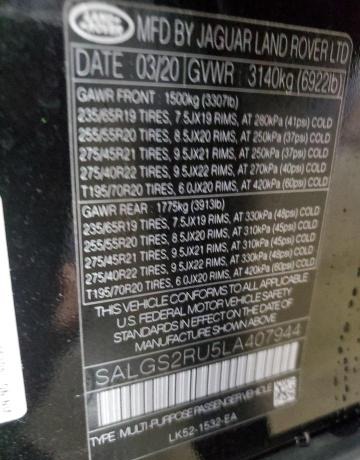 LAND ROVER
MFD BY JAGUAR LAND ROVER LTD
DATE 03/20 GVWR 3140kg (6922lb)
GAWR FRONT : 1500kg (3307lb)
235/65R19 TIRES, 7.5JX19 RIMS, AT 280kPa (41psi) COLD
255/55R20 TIRES, 8.5JX20 RIMS, AT 250kPa (37psi) COLD
275/45R21 TIRES, 9.5JX21 RIMS, AT 250kPa (37psi) COLD
275/40R22 TIRES, 9.5JX22 RIMS, AT 270kPa (40psi) COLD
T195/70R20 TIRES, 6.0JX20 RIMS, AT 420kPa (60psi) COLD
GAWR REAR : 1775kg (3913lb)
235/65R19 TIRES, 7.5JX19 RIMS, AT 330kPa (48psi) COLD
255/55R20 TIRES, 8.5JX20 RIMS, AT 310kPa (45psi) COLD
275/45R21 TIRES, 9.5JX21 RIMS, AT 310kPa (45psi) COLD
275/40R22 TIRES, 9.5JX22 RIMS, AT 330kPa (48psi) COLD
T195/70R20 TIRES, 6.0JX20 RIMS, AT 420kPa (60psi) COLD
THIS VEHICLE CONFORMS TO ALL APPLICABLE
U.S. FEDERAL MOTOR VEHICLE SAFETY
STANDARDS IN EFFECT ON THE DATE OF
MANUFACTURE SHOWN ABOVE.
SALGS2RU5LA407944
TYPE: MULTI-PURPOSE PASSENGER VEHICLE
LK52-1532-EA